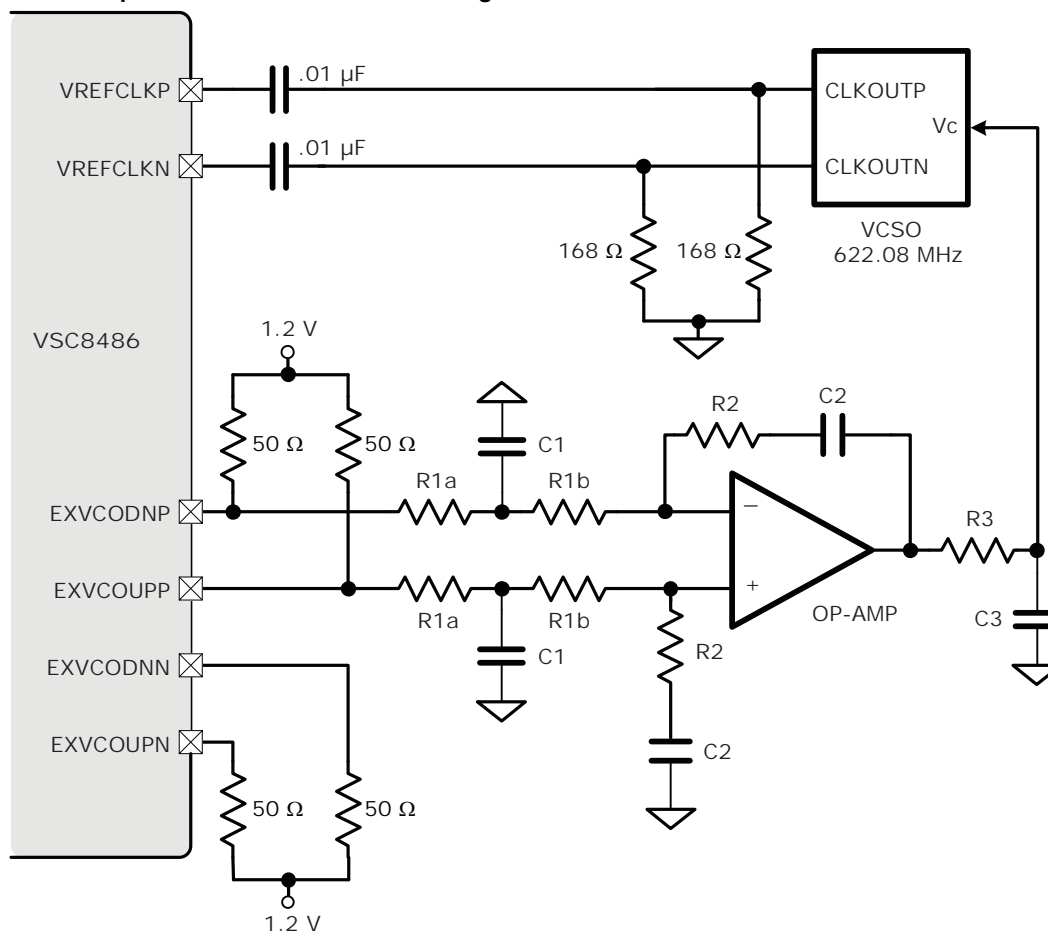 VREFCLKP
.01 µF
CLKOUTP
Vc
VREFCLKN
.01 µF
CLKOUTN
VCSO
622.08 MHz
168 Ω
168 Ω
1.2 V
VSC8486
50 Ω
50 Ω
C1
R2
C2
R1a
R1b
EXVCODNP
−
R3
EXVCOUPP
+
R1a
R1b
OP-AMP
C1
R2
C3
EXVCODNN
EXVCOUPN
C2
50 Ω
50 Ω
1.2 V